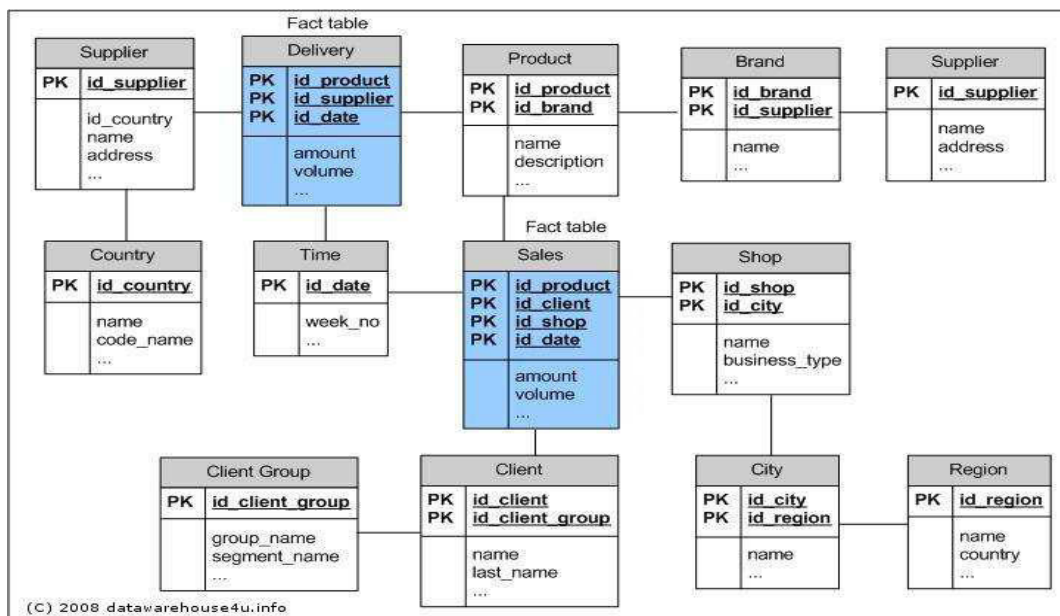 Fact table
Supplier
PK id_supplier
id_country
name
address
...
Delivery
PK id_product
PK id_supplier
PK id_date
amount
volume
...
Product
PK id_product
PK id_brand
name
description
...
Brand
PK id_brand
PK id_supplier
name
...
Supplier
PK id_supplier
name
address
...
Country
PK id_country
name
code_name
...
Time
PK id_date
week_no
...
Fact table
Sales
PK id_product
PK id_client
PK id_shop
PK id_date
amount
volume
...
Shop
PK id_shop
PK id_city
name
business_type
...
Client Group
PK id_client_group
group_name
segment_name
...
Client
PK id_client
PK id_client_group
name
last_name
...
City
PK id_city
PK id_region
name
...
Region
PK id_region
name
country
...
(C) 2008 datawarehouse4u.info